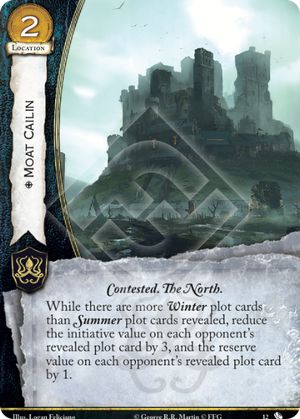 2
LOCATION
MOAT CAILIN
Contested. The North.
While there are more Winter plot cards
than Summer plot cards revealed, reduce
the initiative value on each opponent's
revealed plot card by 3, and the reserve
value on each opponent's revealed plot card
by 1.
Illus. Logan Feliciano © George R.R. Martin © FFG 12